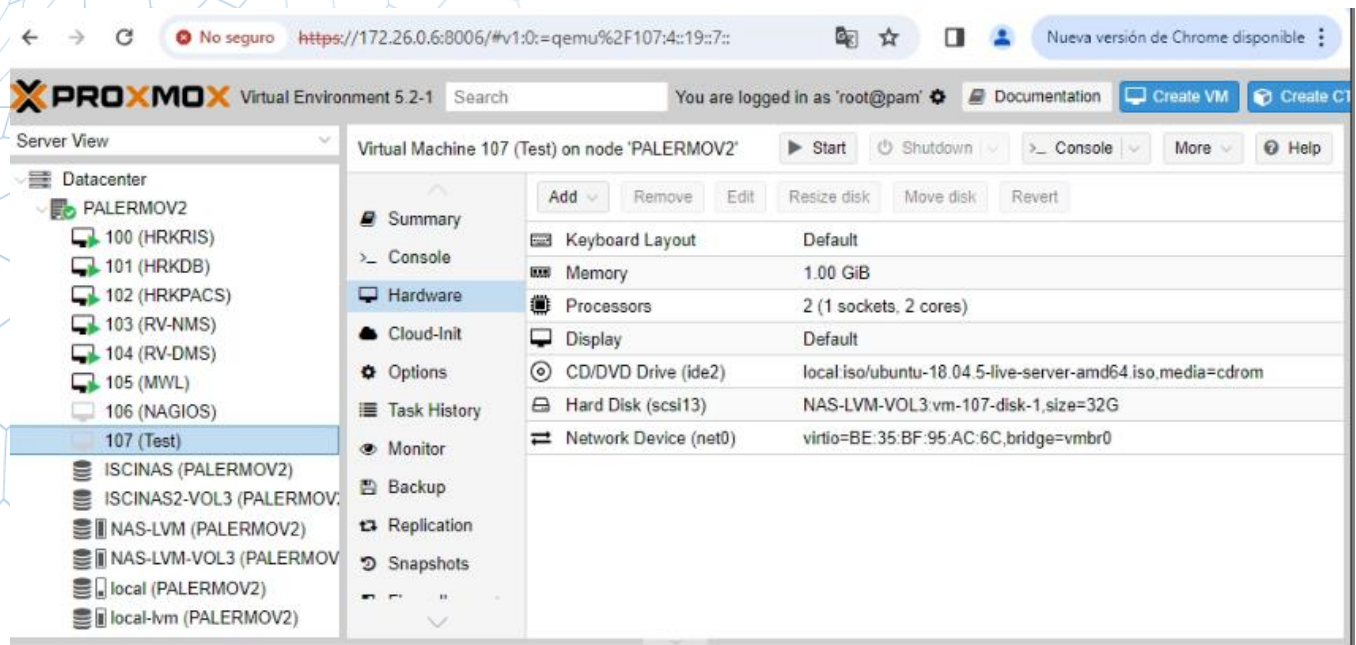 No seguro https://172.26.0.6:8006/#v1:0:=qemu%2F107:4::19::7:: Nueva versión de Chrome disponible
PROXMOX Virtual Environment 5.2-1 Search You are logged in as 'root@pam' Documentation Create VM Create CT
Server View
Datacenter
PALERMOV2
100 (HRKRIS)
101 (HRKDB)
102 (HRKPACS)
103 (RV-NMS)
104 (RV-DMS)
105 (MWL)
106 (NAGIOS)
107 (Test)
ISCINAS (PALERMOV2)
ISCINAS2-VOL3 (PALERMOV
NAS-LVM (PALERMOV2)
NAS-LVM-VOL3 (PALERMOV
local (PALERMOV2)
local-lvm (PALERMOV2)
Virtual Machine 107 (Test) on node 'PALERMOV2' Start Shutdown >_ Console More Help
Summary
>_ Console
Hardware
Cloud-Init
Options
Task History
Monitor
Backup
Replication
Snapshots
Add Remove Edit Resize disk Move disk Revert
Keyboard Layout Default
Memory 1.00 GiB
Processors 2 (1 sockets, 2 cores)
Display Default
CD/DVD Drive (ide2) local:iso/ubuntu-18.04.5-live-server-amd64.iso,media=cdrom
Hard Disk (scsi13) NAS-LVM-VOL3:vm-107-disk-1,size=32G
Network Device (net0) virtio=BE:35:BF:95:AC:6C,bridge=vmbr0